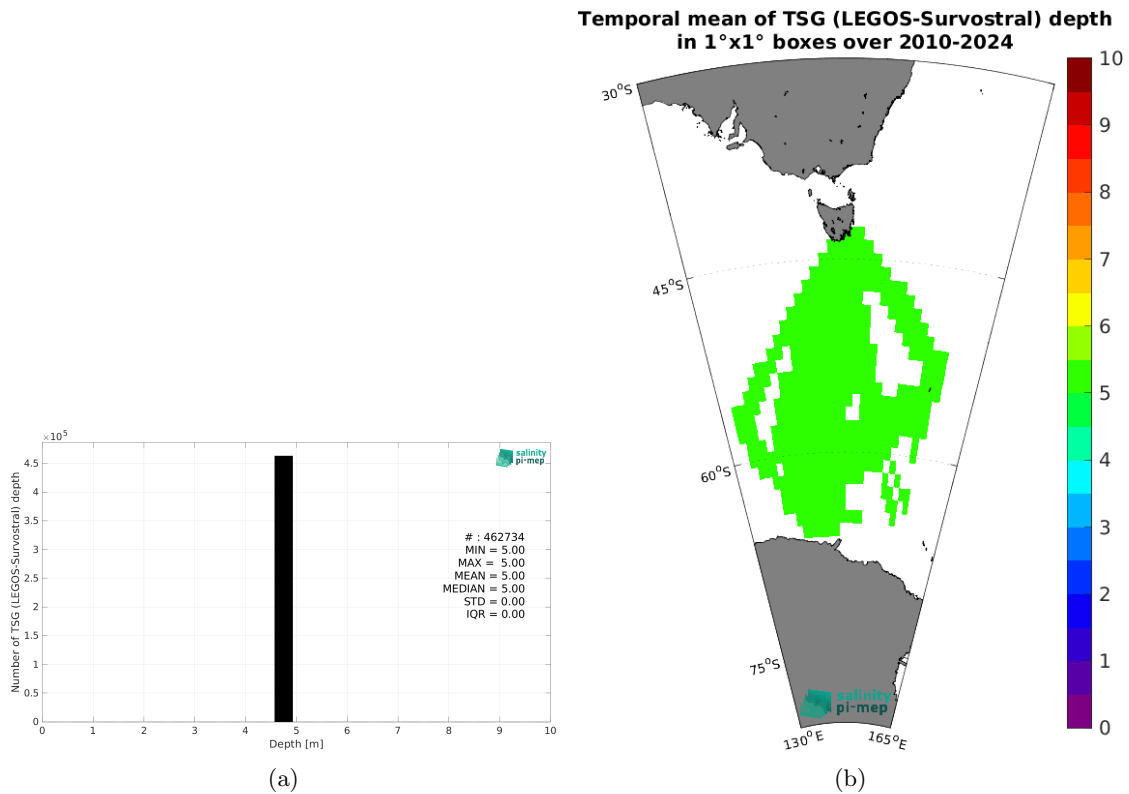 Temporal mean of TSG (LEGOS-Survostral) depth
in 1°x1° boxes over 2010-2024
×10^5
4.5
4
3.5
3
2.5
2
1.5
1
0.5
0
Number of TSG (LEGOS-Survostral) depth
0 1 2 3 4 5 6 7 8 9 10
Depth [m]
salinity
pi-mep
# : 462734
MIN = 5.00
MAX = 5.00
MEAN = 5.00
MEDIAN = 5.00
STD = 0.00
IQR = 0.00
(a)
30°S
45°S
60°S
75°S
130°E
165°E
salinity
pi-mep
10
9
8
7
6
5
4
3
2
1
0
(b)